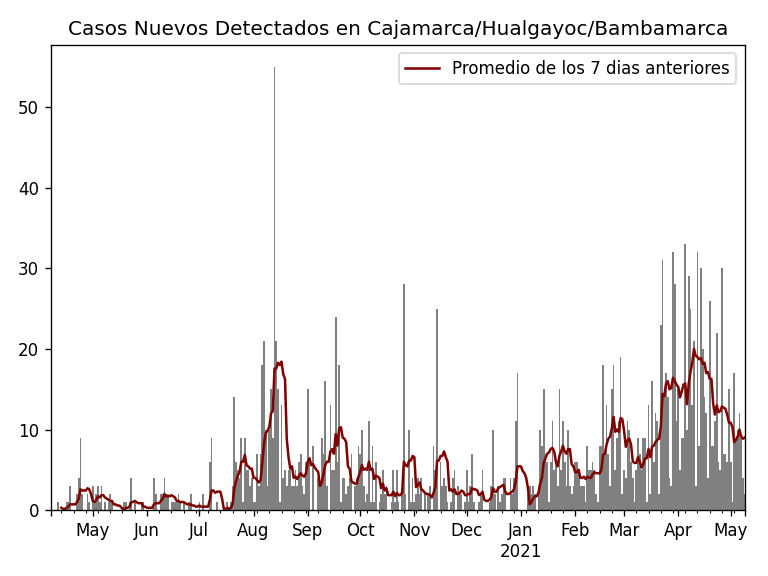 Casos Nuevos Detectados en Cajamarca/Hualgayoc/Bambamarca
Promedio de los 7 dias anteriores
50
40
30
20
10
0
May Jun Jul Aug Sep Oct Nov Dec Jan Feb Mar Apr May
2021